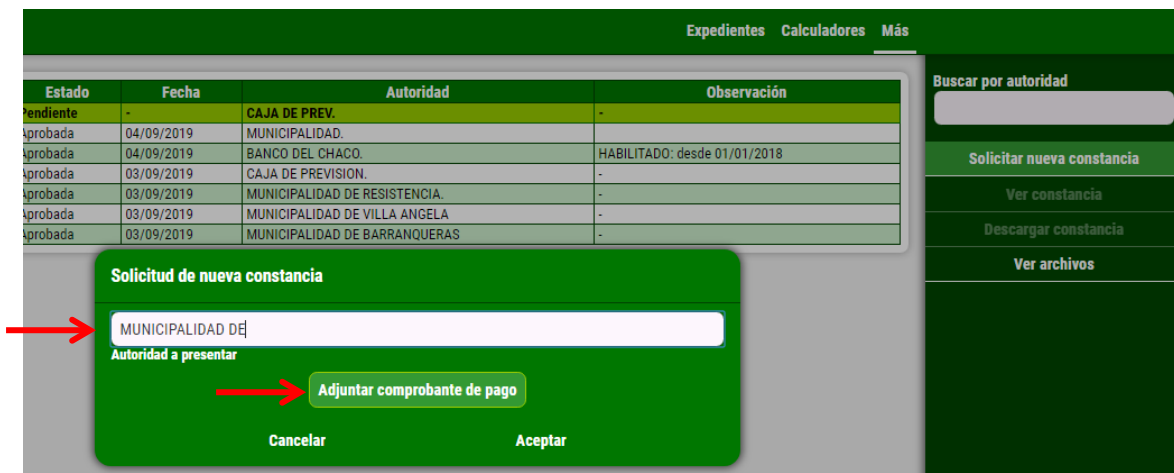 Expedientes Calculadores Más
Estado Fecha Autoridad Observación
Pendiente - CAJA DE PREV. -
Aprobada 04/09/2019 MUNICIPALIDAD.
Aprobada 04/09/2019 BANCO DEL CHACO. HABILITADO: desde 01/01/2018
Aprobada 03/09/2019 CAJA DE PREVISION. -
Aprobada 03/09/2019 MUNICIPALIDAD DE RESISTENCIA. -
Aprobada 03/09/2019 MUNICIPALIDAD DE VILLA ANGELA -
Aprobada 03/09/2019 MUNICIPALIDAD DE BARRANQUERAS -
Buscar por autoridad
Solicitar nueva constancia
Ver constancia
Descargar constancia
Ver archivos
Solicitud de nueva constancia
MUNICIPALIDAD DE
Autoridad a presentar
Adjuntar comprobante de pago
Cancelar Aceptar